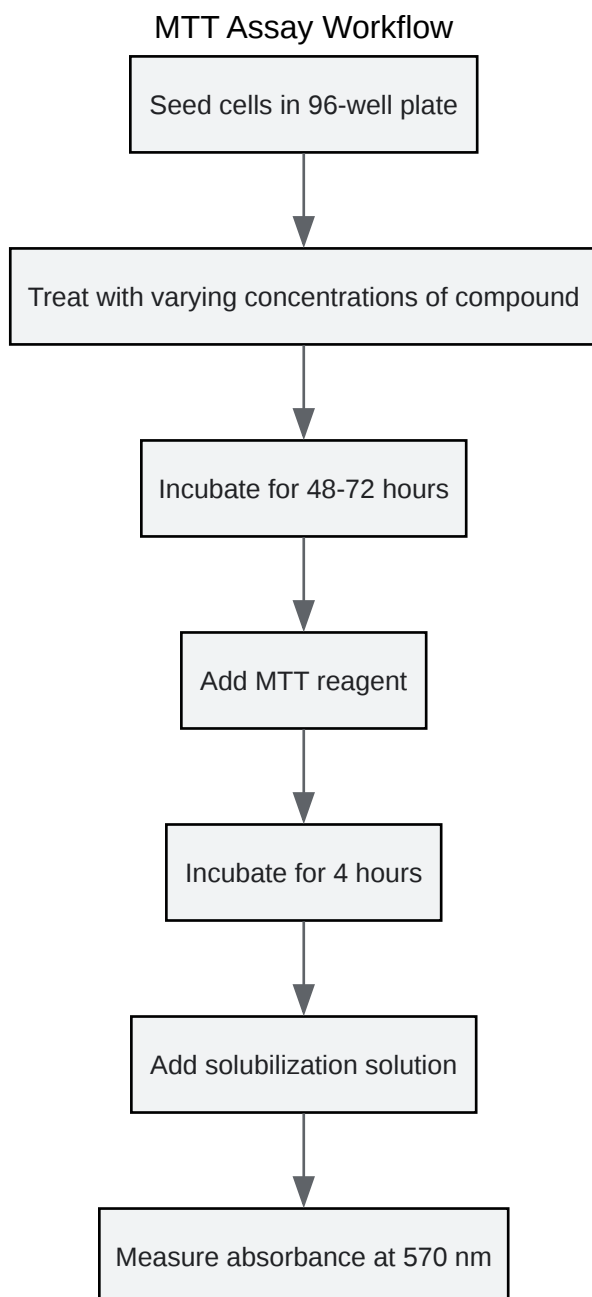 MTT Assay Workflow
Seed cells in 96-well plate
Treat with varying concentrations of compound
Incubate for 48-72 hours
Add MTT reagent
Incubate for 4 hours
Add solubilization solution
Measure absorbance at 570 nm